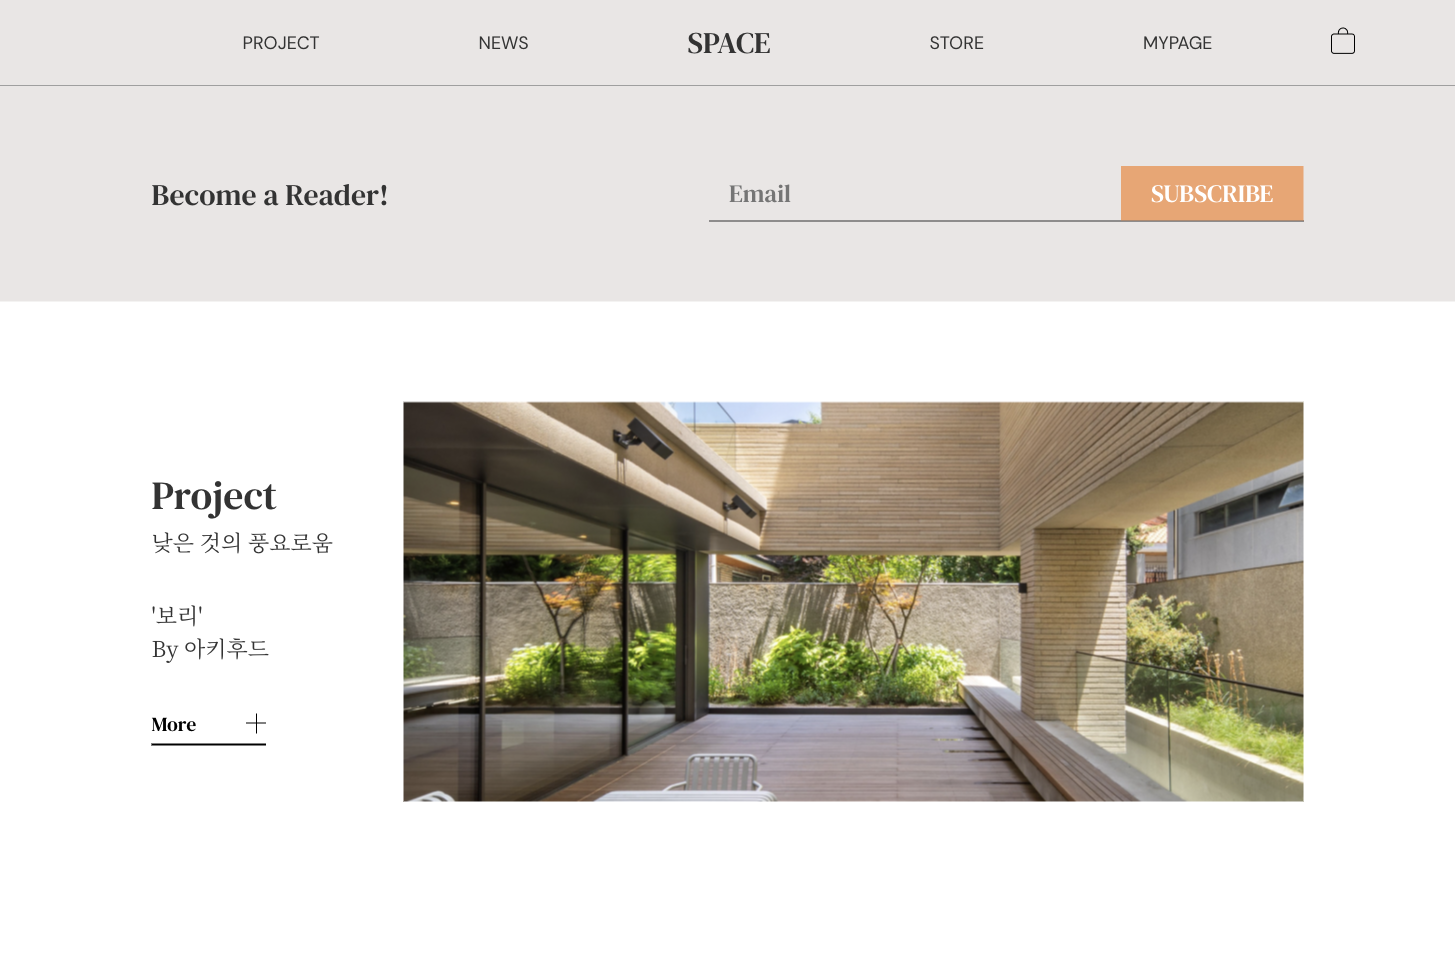 PROJECT
NEWS
SPACE
STORE
MYPAGE
Become a Reader!
Email
SUBSCRIBE
Project
낮은 것의 풍요로움
'보리'
By 아키후드
More